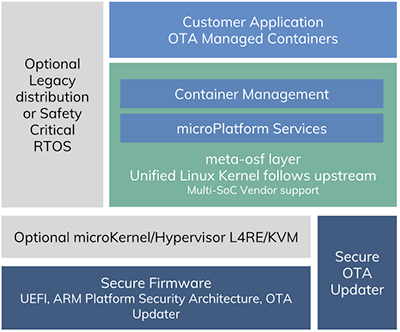 Optional
Legacy
distribution
or Safety
Critical
RTOS
Customer Application
OTA Managed Containers
Container Management
microPlatform Services
meta-osf layer
Unified Linux Kernel follows upstream
Multi-SoC Vendor support
Optional microKernel/Hypervisor L4RE/KVM
Secure Firmware
UEFI, ARM Platform Security Architecture, OTA
Updater
Secure
OTA
Updater